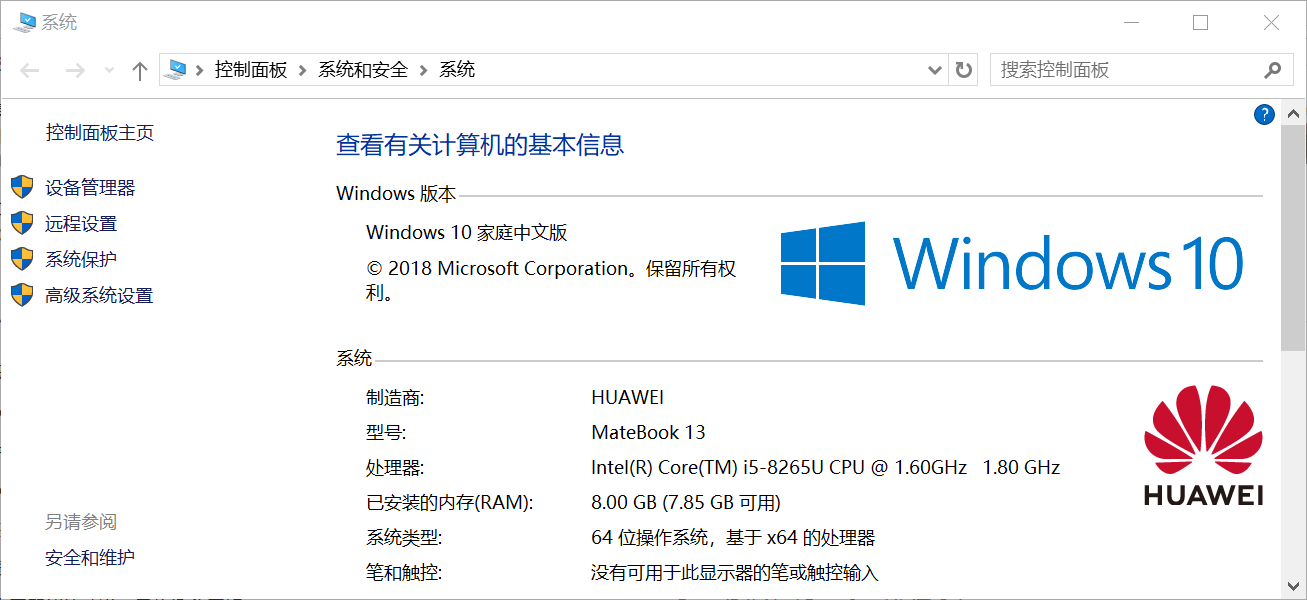 系统
控制面板 系统和安全 系统
搜索控制面板
控制面板主页
设备管理器
远程设置
系统保护
高级系统设置
另请参阅
安全和维护
?
查看有关计算机的基本信息
Windows 版本
Windows 10 家庭中文版
© 2018 Microsoft Corporation。保留所有权
利。
Windows 10
系统
制造商: HUAWEI
型号: MateBook 13
处理器: Intel(R) Core(TM) i5-8265U CPU @ 1.60GHz 1.80 GHz
已安装的内存(RAM): 8.00 GB (7.85 GB 可用)
系统类型: 64 位操作系统，基于 x64 的处理器
笔和触控: 没有可用于此显示器的笔或触控输入
HUAWEI